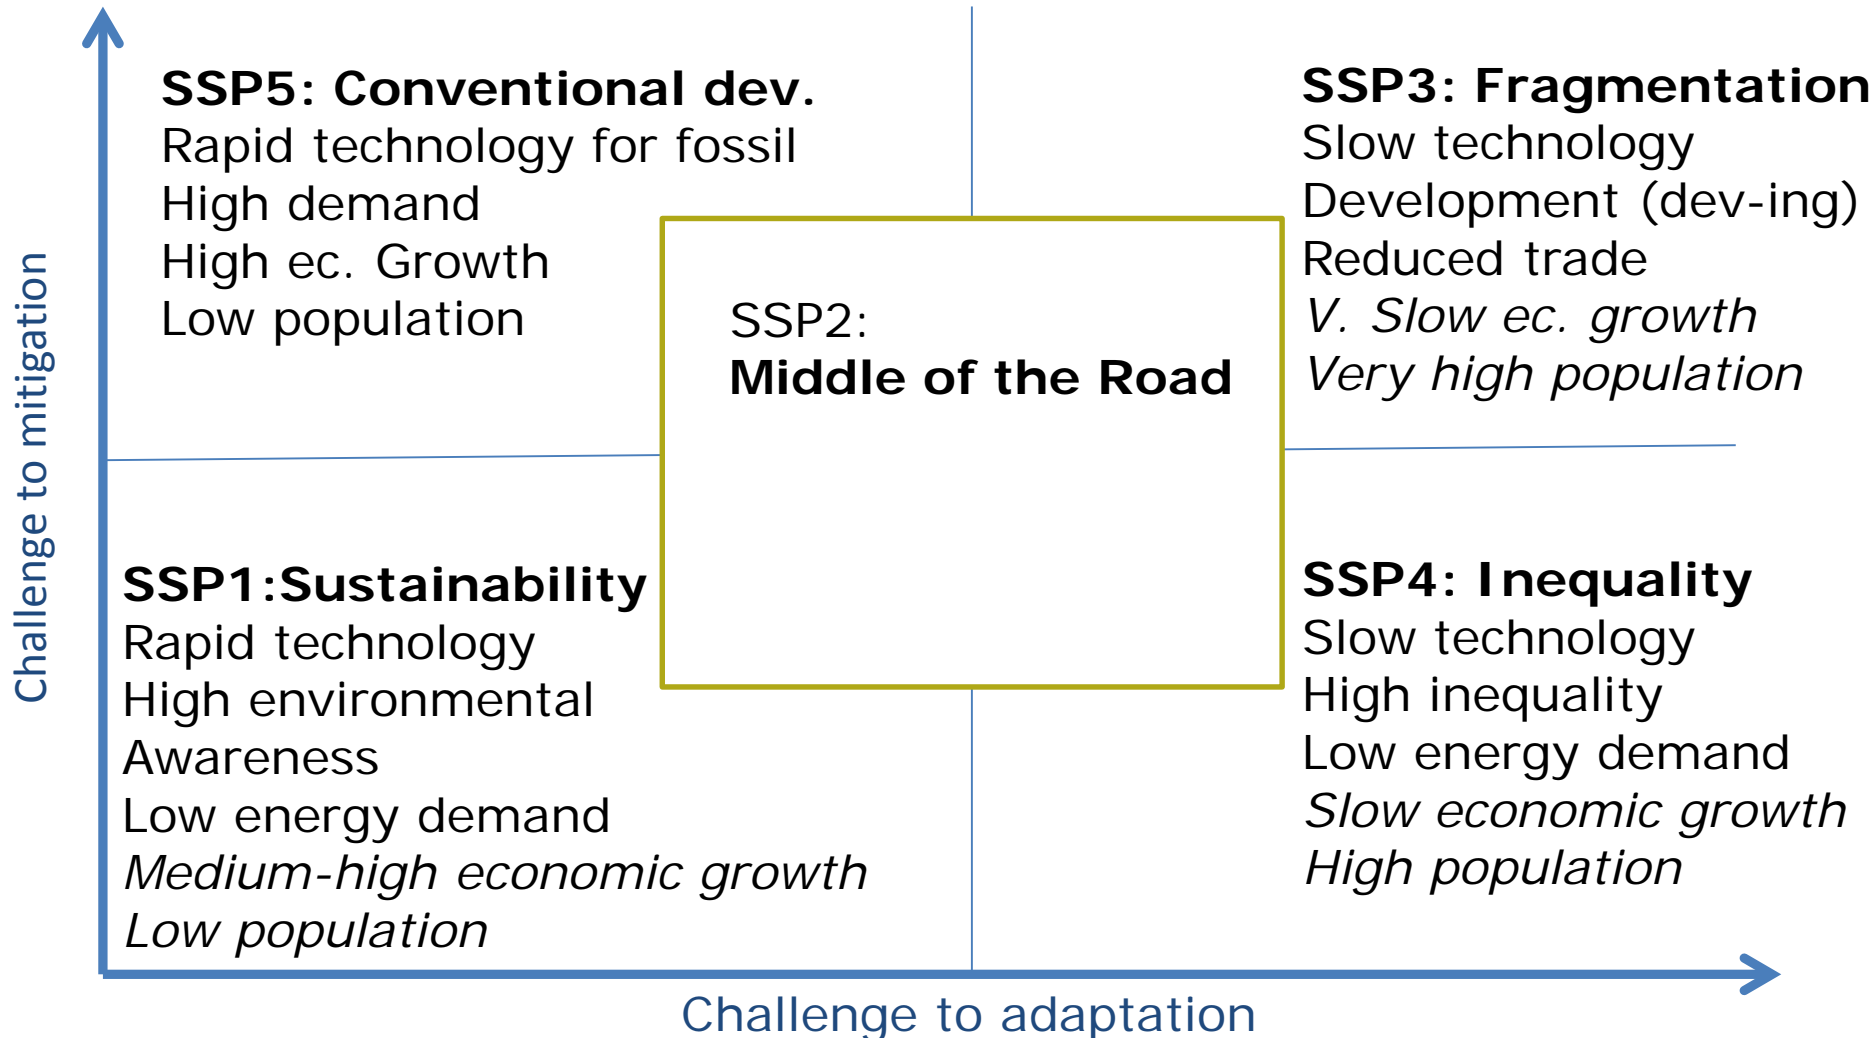 Challenge to mitigation
SSP5: Conventional dev.
Rapid technology for fossil
High demand
High ec. Growth
Low population
SSP2:
Middle of the Road
SSP3: Fragmentation
Slow technology
Development (dev-ing)
Reduced trade
V. Slow ec. growth
Very high population
SSP1:Sustainability
Rapid technology
High environmental
Awareness
Low energy demand
Medium-high economic growth
Low population
SSP4: Inequality
Slow technology
High inequality
Low energy demand
Slow economic growth
High population
Challenge to adaptation